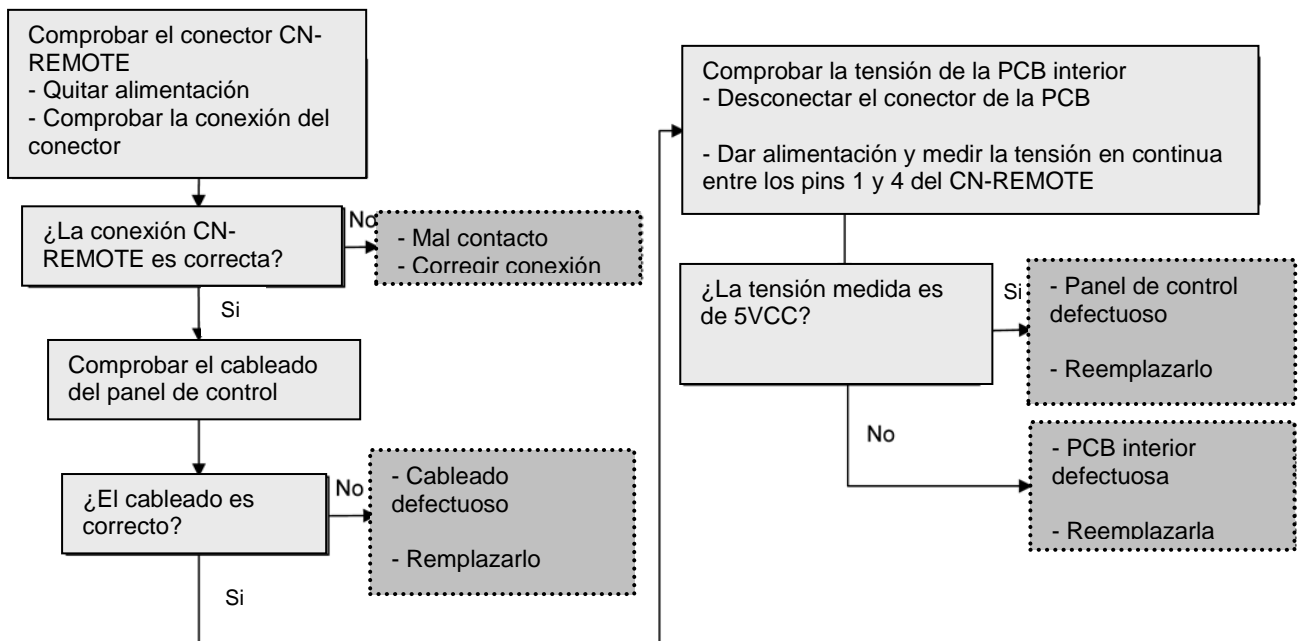 Comprobar el conector CN-
REMOTE
- Quitar alimentación
- Comprobar la conexión del
conector
¿La conexión CN-
REMOTE es correcta?
No
- Mal contacto
- Corregir conexión
Si
Comprobar el cableado
del panel de control
¿El cableado es
correcto?
No
- Cableado
defectuoso
- Remplazarlo
Si
Comprobar la tensión de la PCB interior
- Desconectar el conector de la PCB
- Dar alimentación y medir la tensión en continua
entre los pins 1 y 4 del CN-REMOTE
¿La tensión medida es
de 5VCC?
Si
- Panel de control
defectuoso
- Reemplazarlo
No
- PCB interior
defectuosa
- Reemplazarla